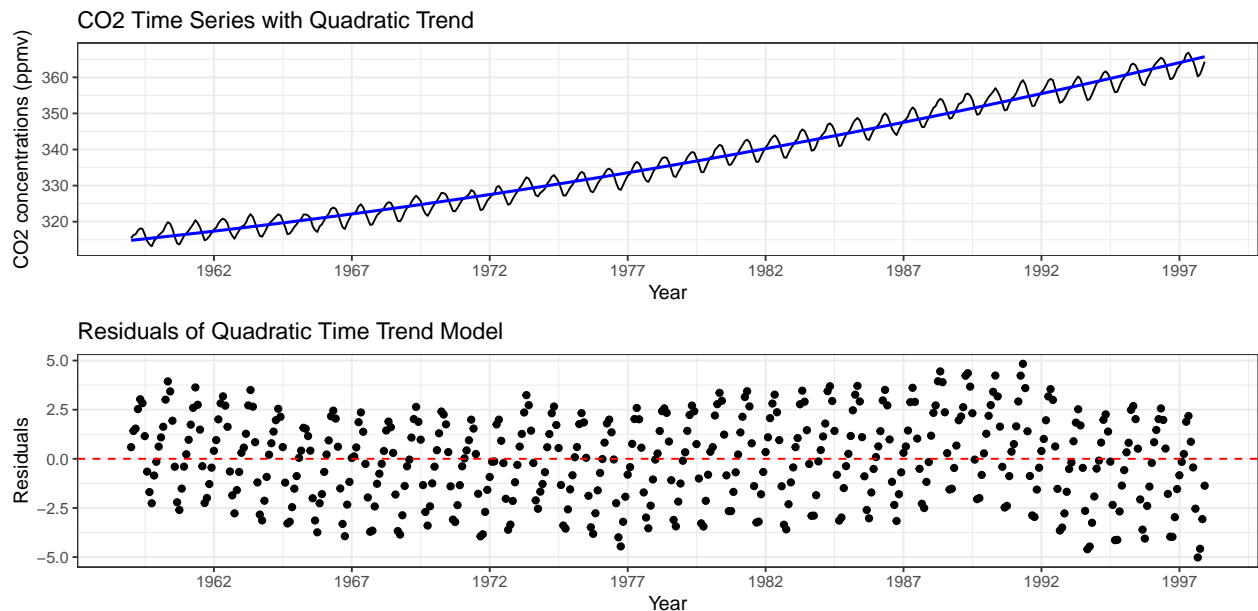 CO2 Time Series with Quadratic Trend
CO2 concentrations (ppmv)
360
350
340
330
320
1962 1967 1972 1977 1982 1987 1992 1997
Year
Residuals of Quadratic Time Trend Model
Residuals
5.0
2.5
0.0
−2.5
−5.0
1962 1967 1972 1977 1982 1987 1992 1997
Year